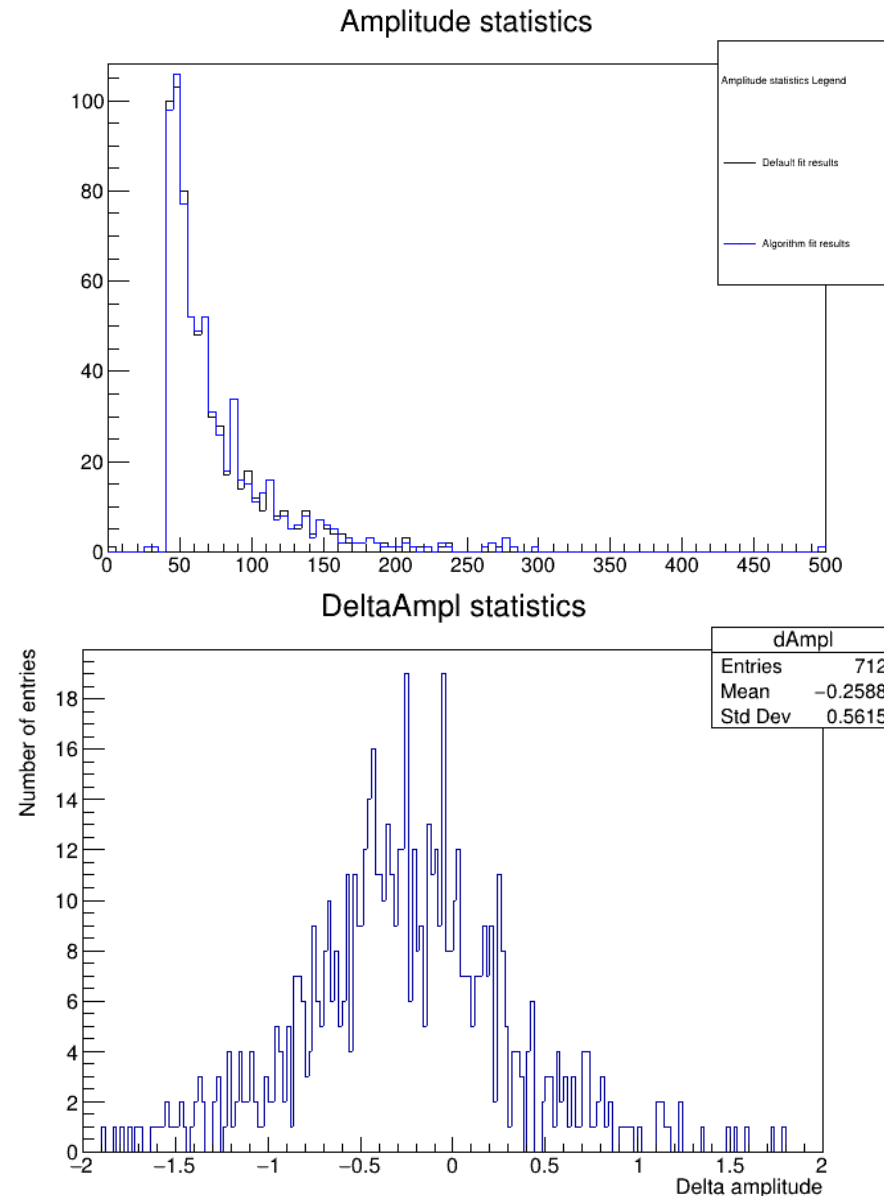 Amplitude statistics
Amplitude statistics Legend
Default fit results
Algorithm fit results
100
80
60
40
20
0
0 50 100 150 200 250 300 350 400 450 500
DeltaAmpl statistics
dAmpl
Entries 712
Mean −0.2588
Std Dev 0.5615
Number of entries
18
16
14
12
10
8
6
4
2
0
−2 −1.5 −1 −0.5 0 0.5 1 1.5 2
Delta amplitude